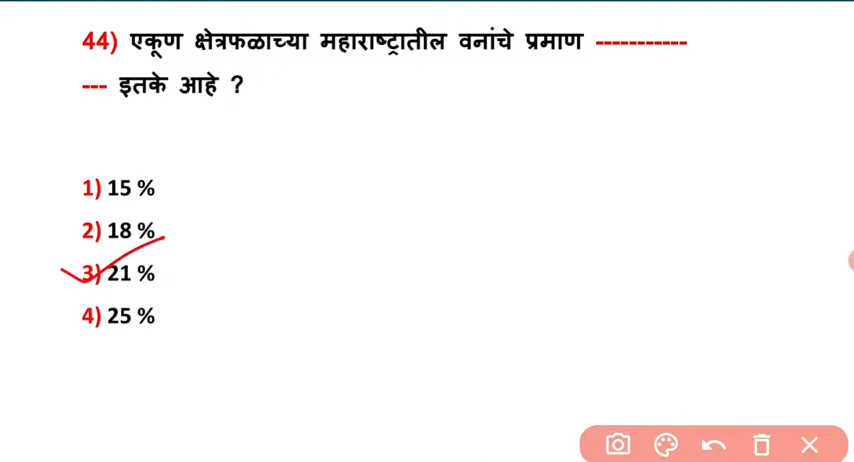 44) एकूण क्षेत्रफळाच्या महाराष्ट्रातील वनांचे प्रमाण -----------
--- इतके आहे ?
1) 15 %
2) 18 %
3) 21 %
4) 25 %